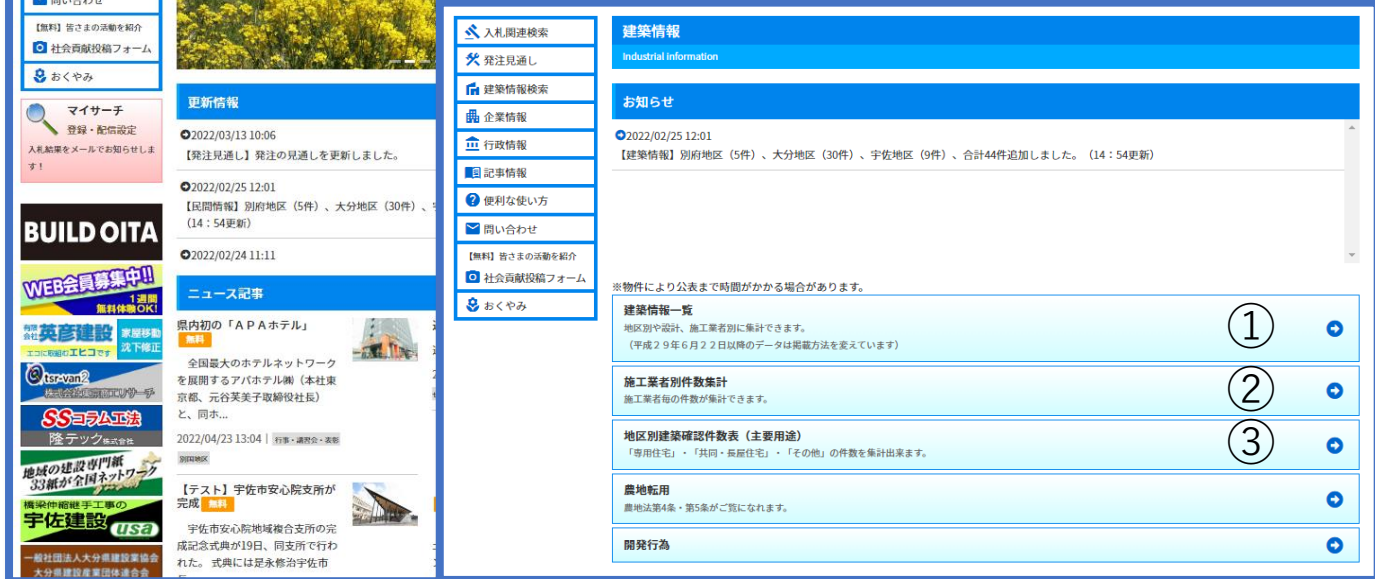 問い合わせ
【無料】皆さまの活動を紹介
社会貢献投稿フォーム
おくやみ
マイサーチ
登録・配信設定
入札結果をメールでお知らせしま
す!
BUILD OITA
WEB会員募集中!!
1週間
無料体験OK!
有限会社 英彦建設 家屋移動
エコに取組むエヒコです 沈下修正
tsr-van2
株式会社東京商工リサーチ
SSコラム工法
隆テック株式会社
地域の建設専門紙
33紙が全国ネットワーク
橋梁伸縮継手工事の
宇佐建設 usa
一般社団法人大分県建設業協会
大分県建設産業団体連合会
更新情報
2022/03/13 10:06
【発注見通し】発注の見通しを更新しました。
2022/02/25 12:01
【民間情報】別府地区(5件)、大分地区(30件)、
(14:54更新)
2022/02/24 11:11
ニュース記事
県内初の「APAホテル」
無料
全国最大のホテルネットワーク
を展開するアパホテル㈱(本社東
京都、元谷芙美子取締役社長)
と、同ホ...
2022/04/23 13:04 | 行事・講習会・表彰
別国地区
【テスト】宇佐市安心院支所が
完成 無料
宇佐市安心院地域複合支所の完
成記念式典が19日、同支所で行わ
れた。 式典には是永修治宇佐市
入札関連検索
発注見通し
建築情報検索
企業情報
行政情報
記事情報
便利な使い方
問い合わせ
【無料】皆さまの活動を紹介
社会貢献投稿フォーム
おくやみ
建築情報
Industrial information
お知らせ
2022/02/25 12:01
【建築情報】別府地区(5件)、大分地区(30件)、宇佐地区(9件)、合計44件追加しました。(14:54更新)
※物件により公表まで時間がかかる場合があります。
建築情報一覧
地区別や設計、施工業者別に集計できます。
(平成29年6月22日以降のデータは掲載方法を変えています)
①
施工業者別件数集計
施工業者毎の件数が集計できます。
②
地区別建築確認件数表(主要用途)
「専用住宅」・「共同・長屋住宅」・「その他」の件数を集計出来ます。
③
農地転用
農地法第4条・第5条がご覧になれます。
開発行為